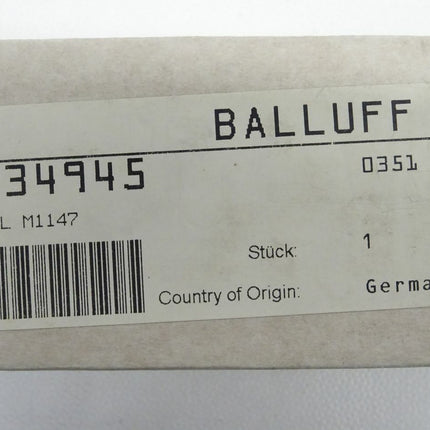 BALLUFF
34945 0351
L M1147
Stück: 1
Country of Origin: Germa